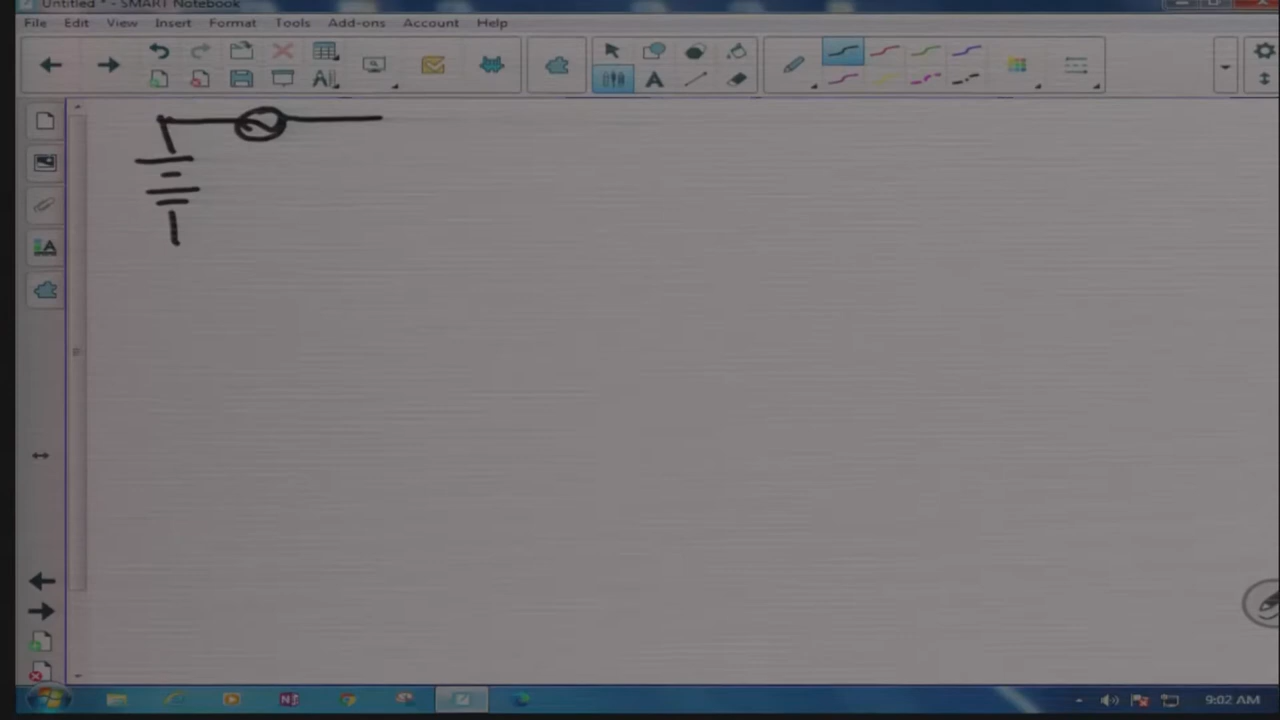 Untitled * - SMART Notebook
File Edit View Insert Format Tools Add-ons Account Help
9:02 AM